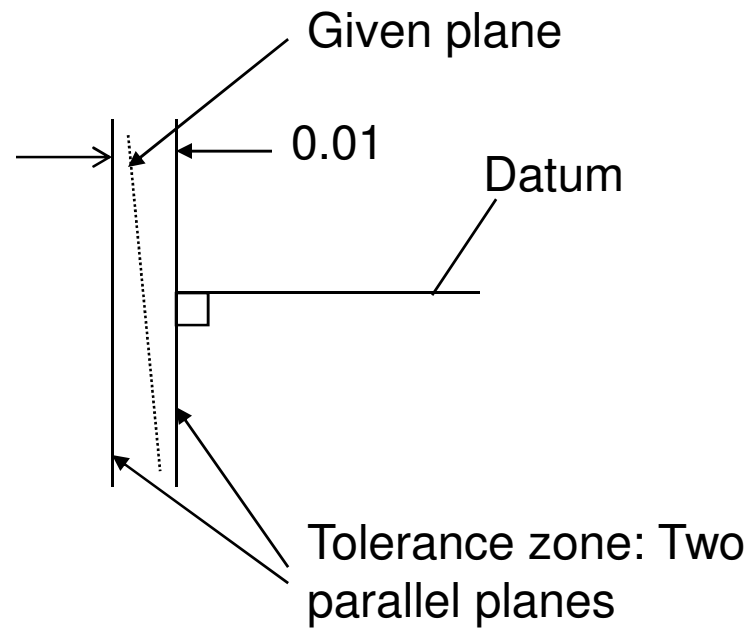 Given plane
0.01
Datum
Tolerance zone: Two
parallel planes